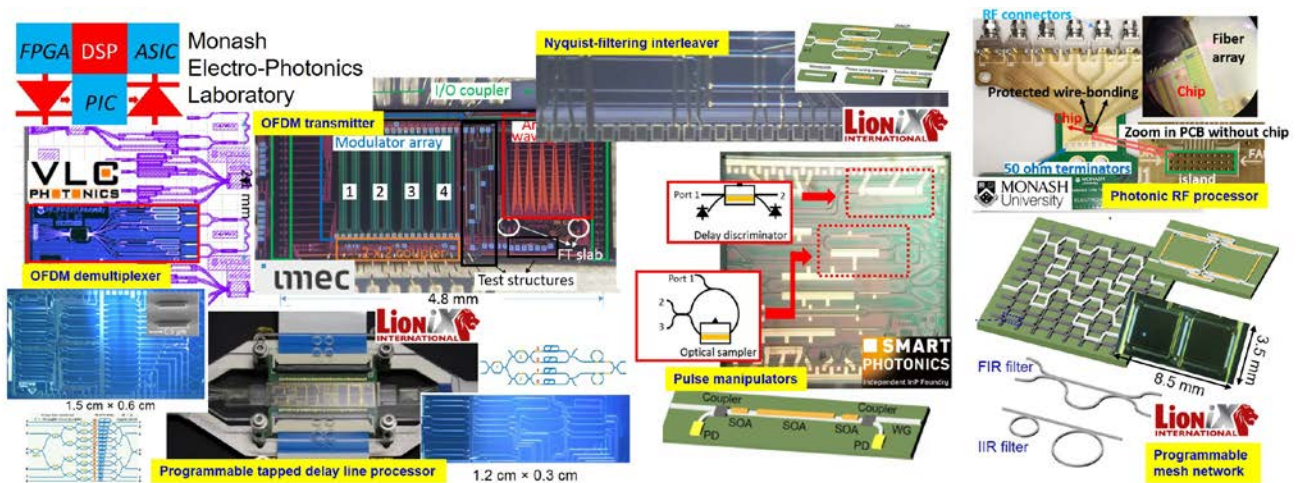 FPGA DSP ASIC
PIC
Monash
Electro-Photonics
Laboratory
VLC
PHOTONICS
OFDM demultiplexer
1.5 cm × 0.6 cm
I/O coupler
OFDM transmitter
Modulator array
1 2 3 4
2 x 2 coupler
FT slab
Test structures
imec
4.8 mm
LioniX
INTERNATIONAL
Programmable tapped delay line processor
1.2 cm × 0.3 cm
Nyquist-filtering interleaver
LioniX
INTERNATIONAL
Port 1
2
Delay discriminator
Port 1
2
3
Optical sampler
SMART
PHOTONICS
Independent InP Foundry
Pulse manipulators
Coupler
Coupler
SOA
SOA
SOA
WG
PD
PD
RF connectors
Fiber
array
Chip
Protected wire-bonding
Chip
Zoom in PCB without chip
50 ohm terminators
island
MONASH
University
Photonic RF processor
3.5 mm
8.5 mm
FIR filter
IIR filter
LioniX
INTERNATIONAL
Programmable
mesh network